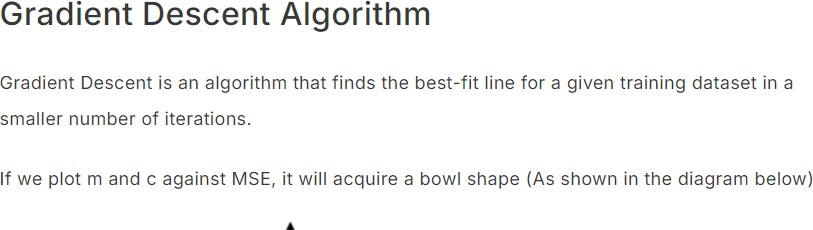 Gradient Descent Algorithm
Gradient Descent is an algorithm that finds the best-fit line for a given training dataset in a
smaller number of iterations.
If we plot m and c against MSE, it will acquire a bowl shape (As shown in the diagram below)